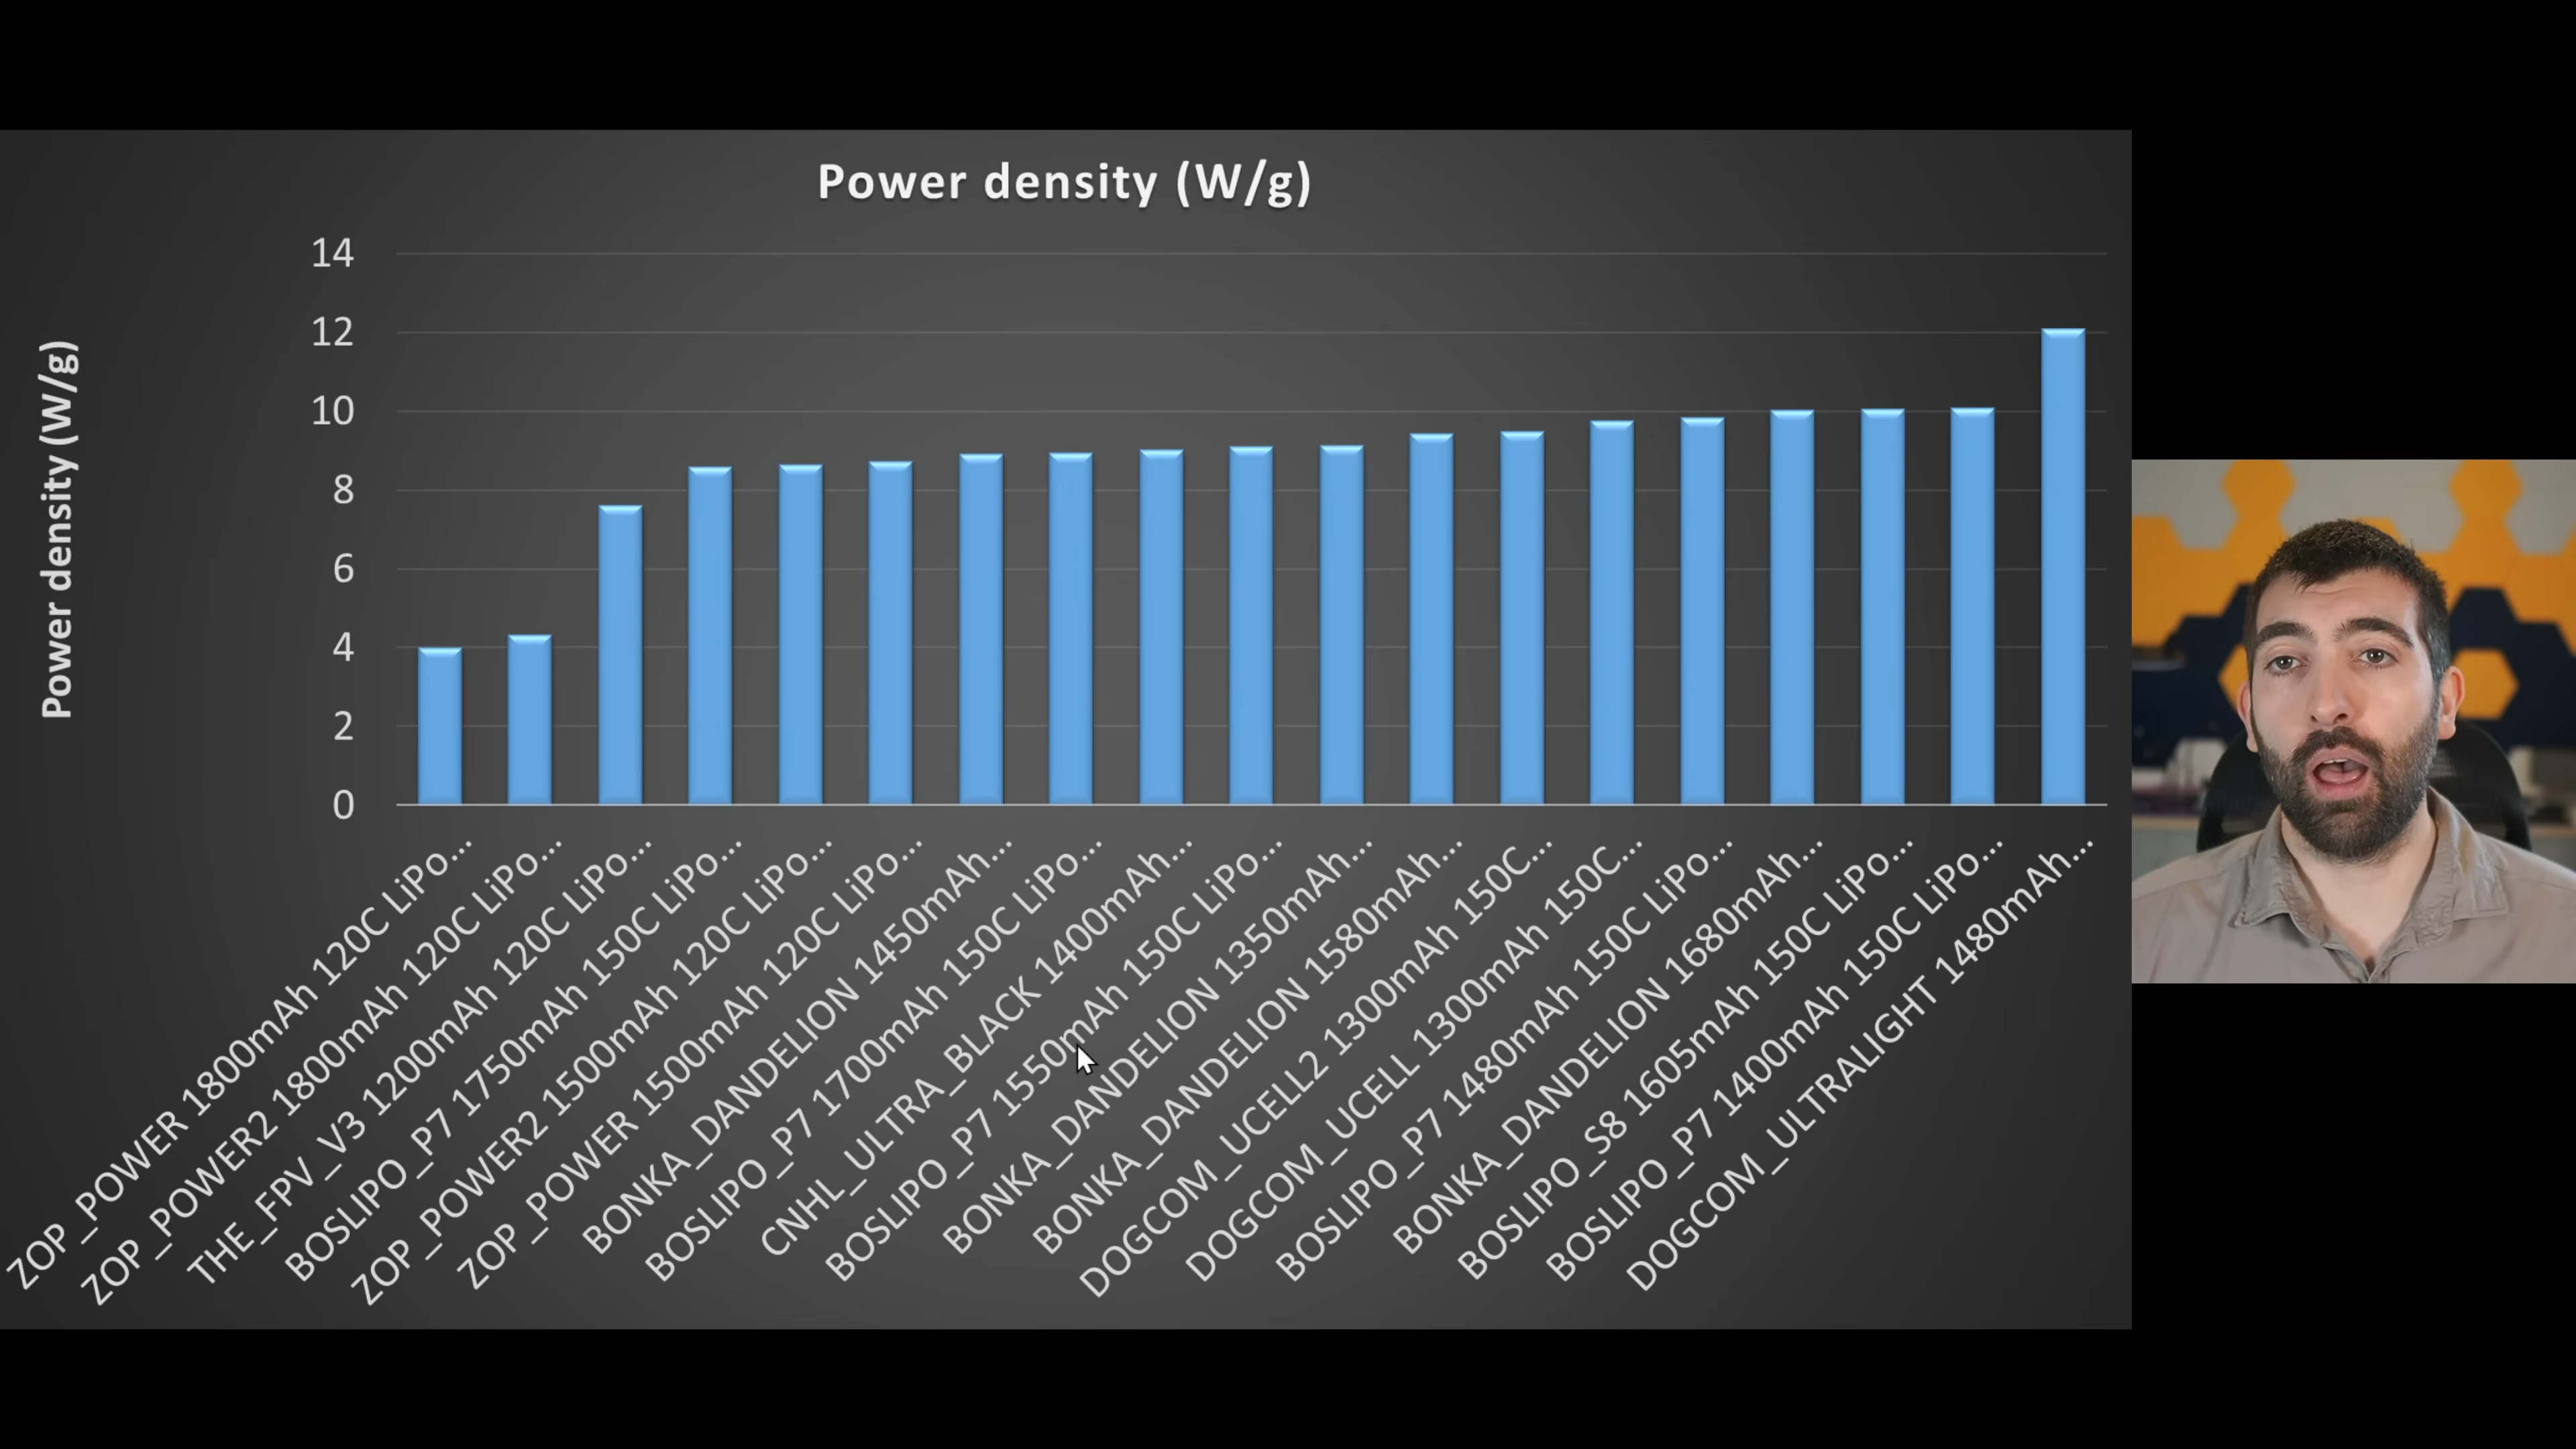 Power density (W/g)
Power density (W/g)
14
12
10
8
6
4
2
0
ZOP_POWER 1800mAh 120C LiPo...
ZOP_POWER2 1800mAh 120C LiPo...
THE_FPV_V3 1200mAh 120C LiPo...
BOSLIPO_P7 1750mAh 150C LiPo...
ZOP_POWER2 1500mAh 120C LiPo...
ZOP_POWER 1500mAh 120C LiPo...
BONKA_DANDELION 1450mAh...
BOSLIPO_P7 1700mAh 150C LiPo...
CNHL_ULTRA_BLACK 1400mAh...
BOSLIPO_P7 1550mAh 150C LiPo...
BONKA_DANDELION 1350mAh...
BONKA_DANDELION 1580mAh...
DOGCOM_UCELL2 1300mAh 150C...
DOGCOM_UCELL 1300mAh 150C...
BOSLIPO_P7 1480mAh 150C LiPo...
BONKA_DANDELION 1680mAh...
BOSLIPO_S8 1605mAh 150C LiPo...
BOSLIPO_P7 1400mAh 150C LiPo...
DOGCOM_ULTRALIGHT 1480mAh...